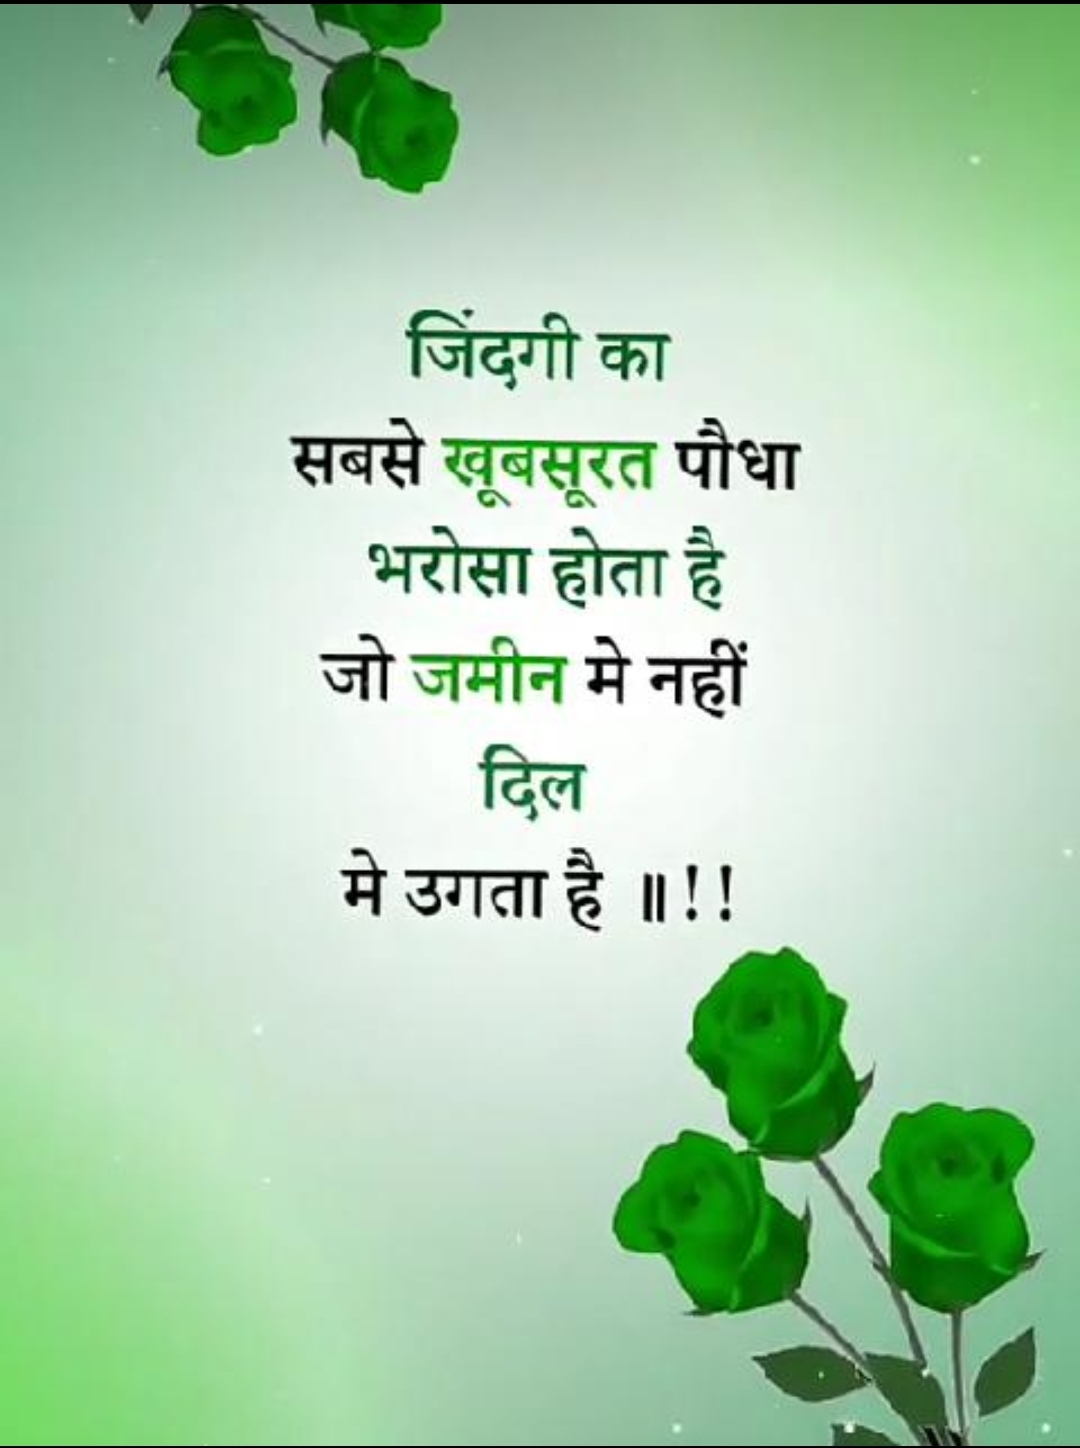 जिंदगी का
सबसे खूबसूरत पौधा
भरोसा होता है
जो जमीन मे नहीं
दिल
मे उगता है ॥!!